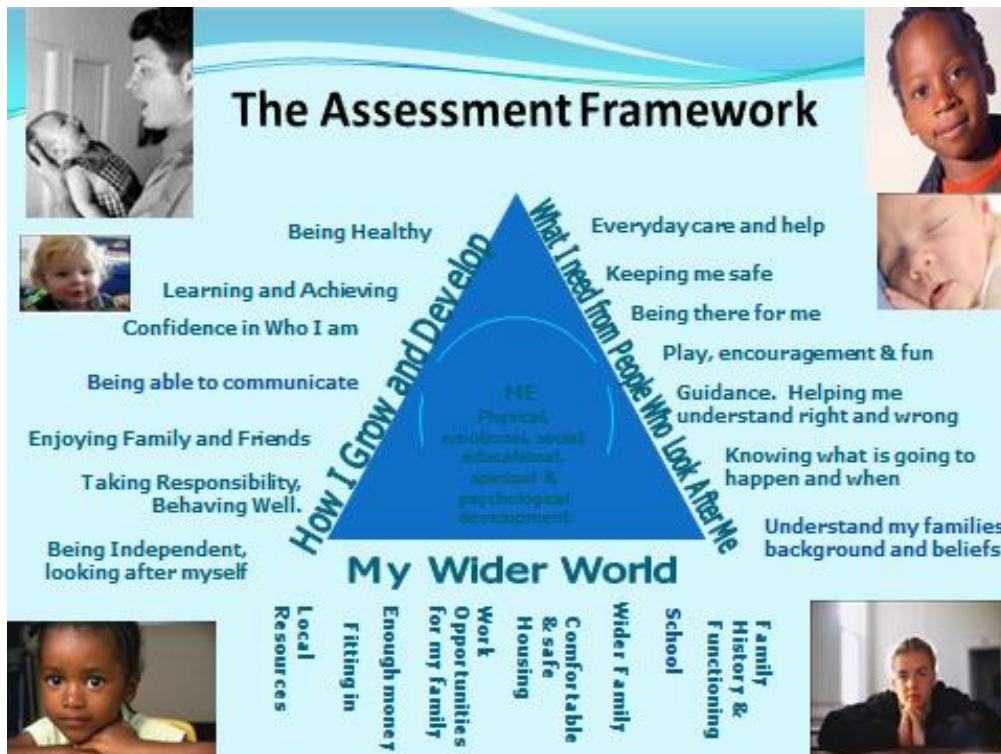 The Assessment Framework
Being Healthy
Learning and Achieving
Confidence in Who I am
Being able to communicate
Enjoying Family and Friends
Taking Responsibility,
Behaving Well.
Being Independent,
looking after myself
How I Grow and Develop
ME
Physical,
emotional, social,
educational,
spiritual &
psychological
development
What I need from People Who Look After Me
Everyday care and help
Keeping me safe
Being there for me
Play, encouragement & fun
Guidance. Helping me
understand right and wrong
Knowing what is going to
happen and when
Understand my families
background and beliefs
My Wider World
Local
Resources
Fitting in
Enough money
Work
Opportunities
for my family
Comfortable
& safe
Housing
Wider Family
School
Family
History &
Functioning